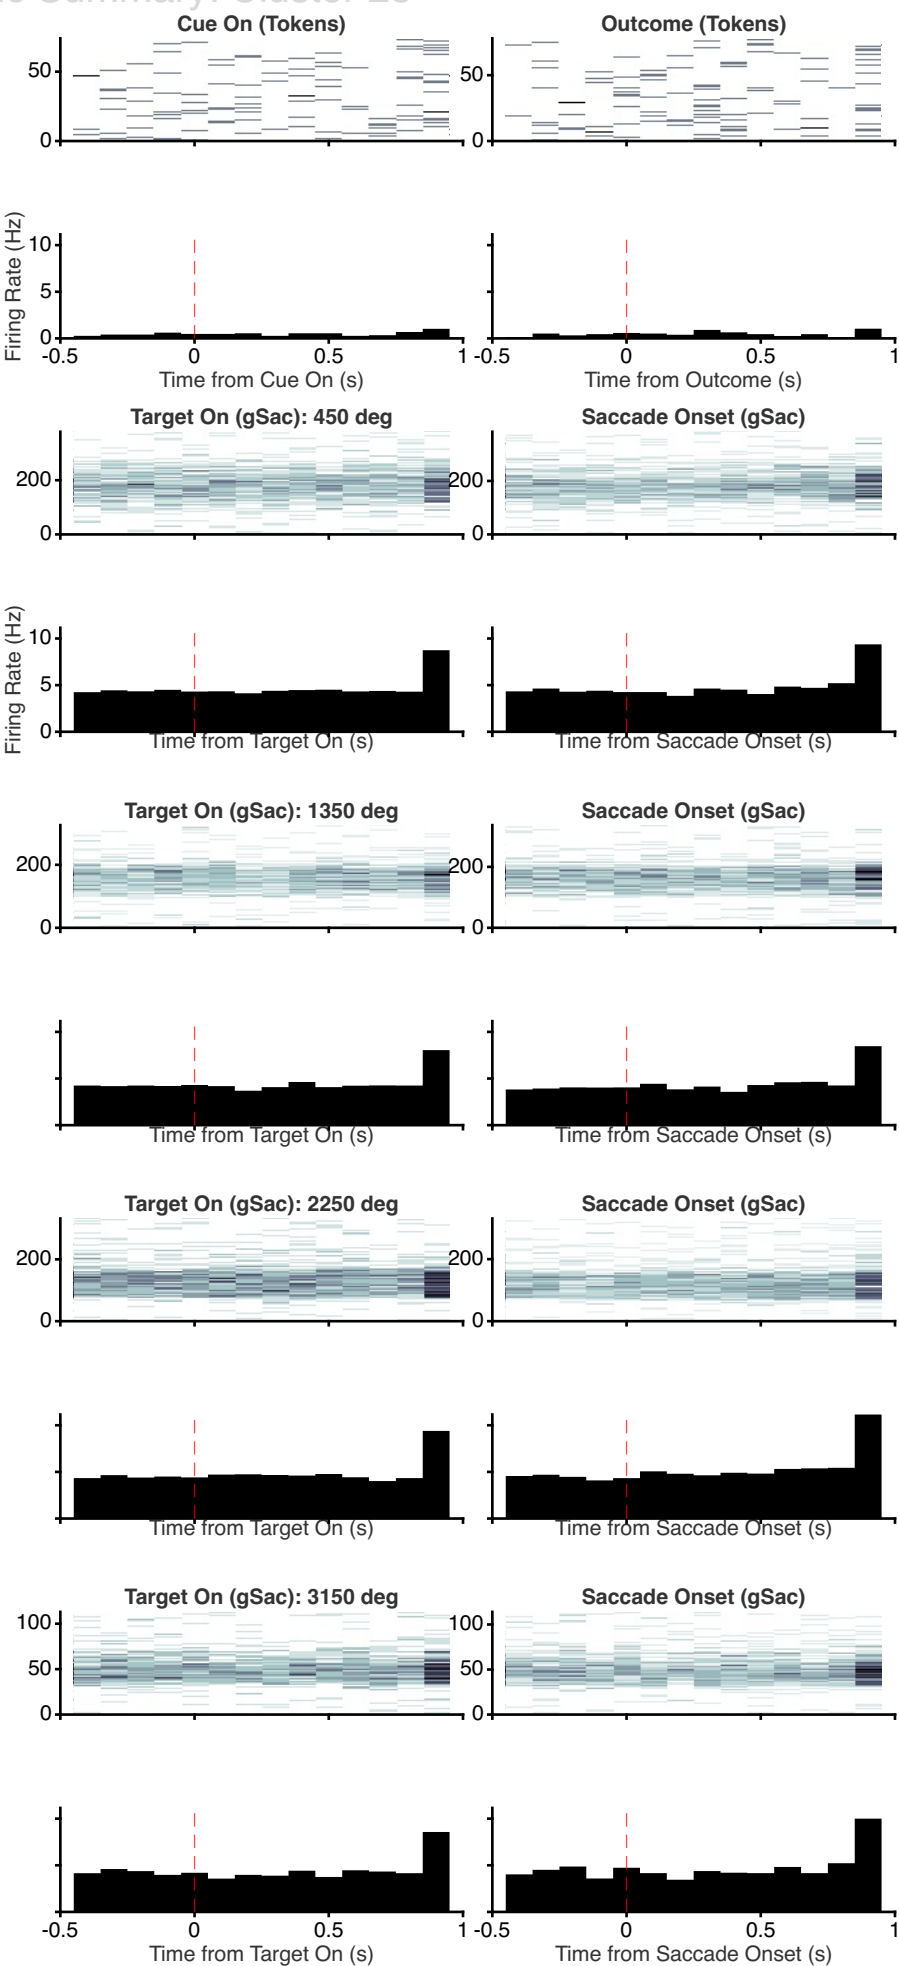 Summary: Cluster
Cue On (Tokens) Outcome (Tokens)
50 50
0 0
Firing Rate (Hz)
10
5
0
-0.5 0 0.5 1 -0.5 0 0.5 1
Time from Cue On (s) Time from Outcome (s)
Target On (gSac): 450 deg Saccade Onset (gSac)
200 200
0 0
Firing Rate (Hz)
10
5
0
Time from Target On (s) Time from Saccade Onset (s)
Target On (gSac): 1350 deg Saccade Onset (gSac)
200 200
0 0
Time from Target On (s) Time from Saccade Onset (s)
Target On (gSac): 2250 deg Saccade Onset (gSac)
200 200
0 0
Time from Target On (s) Time from Saccade Onset (s)
Target On (gSac): 3150 deg Saccade Onset (gSac)
100 100
50 50
0 0
-0.5 0 0.5 1 -0.5 0 0.5 1
Time from Target On (s) Time from Saccade Onset (s)